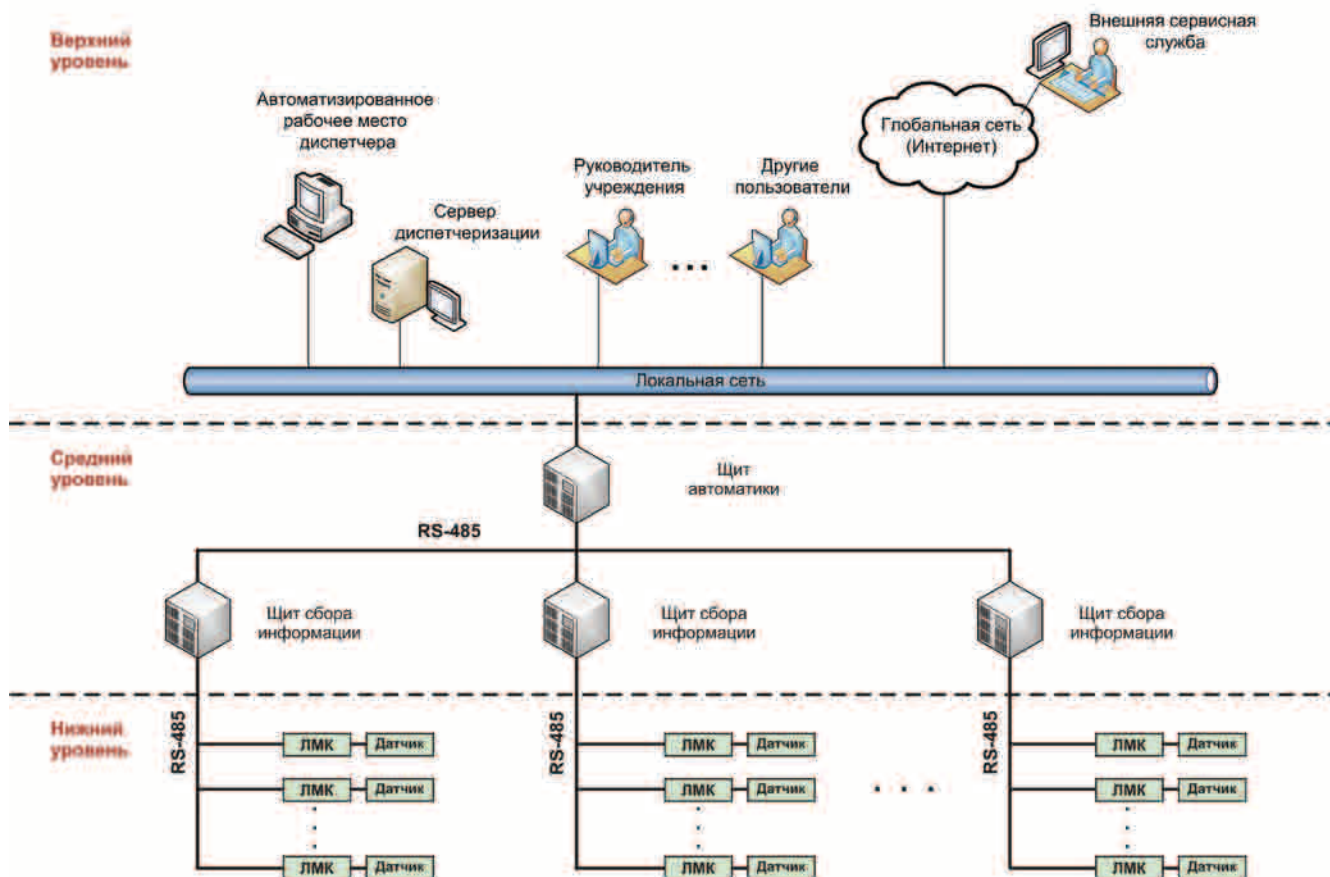 Верхний
уровень
Внешняя сервисная
служба
Автоматизированное
рабочее место
диспетчера
Глобальная сеть
(Интернет)
Руководитель
учреждения
Другие
пользователи
Сервер
диспетчеризации
...
Локальная сеть
Средний
уровень
Щит
автоматики
RS-485
Щит сбора
информации
Щит сбора
информации
Щит сбора
информации
Нижний
уровень
RS-485
ЛМК
Датчик
ЛМК
Датчик
ЛМК
Датчик
RS-485
ЛМК
Датчик
ЛМК
Датчик
ЛМК
Датчик
. . .
RS-485
ЛМК
Датчик
ЛМК
Датчик
ЛМК
Датчик